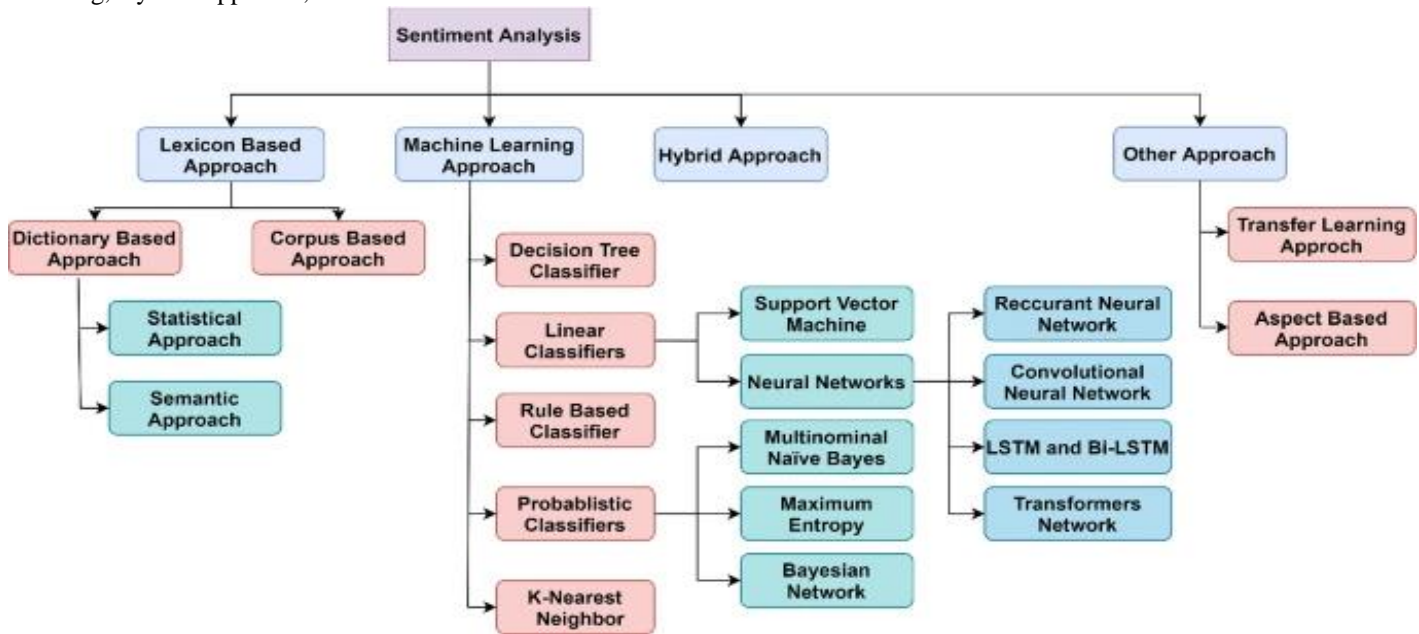 Sentiment Analysis
Lexicon Based
Approach
Machine Learning
Approach
Hybrid Approach
Other Approach
Dictionary Based
Approach
Corpus Based
Approach
Statistical
Approach
Semantic
Approach
Decision Tree
Classifier
Linear
Classifiers
Rule Based
Classifier
Probablistic
Classifiers
K-Nearest
Neighbor
Support Vector
Machine
Neural Networks
Multinominal
Naïve Bayes
Maximum
Entropy
Bayesian
Network
Reccurant Neural
Network
Convolutional
Neural Network
LSTM and Bi-LSTM
Transformers
Network
Transfer Learning
Approch
Aspect Based
Approach